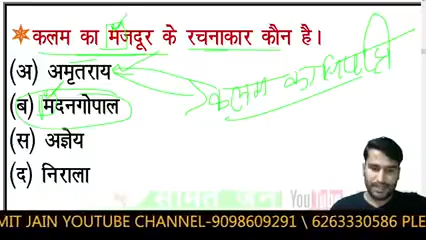 कलम का मजदूर के रचनाकार कौन है।
(अ) अमृतराय
कलम का सिपाही
(ब) मदनगोपाल
(स) अज्ञेय
(द) निराला
MIT JAIN YOUTUBE CHANNEL-9098609291 \ 6263330586 PLE